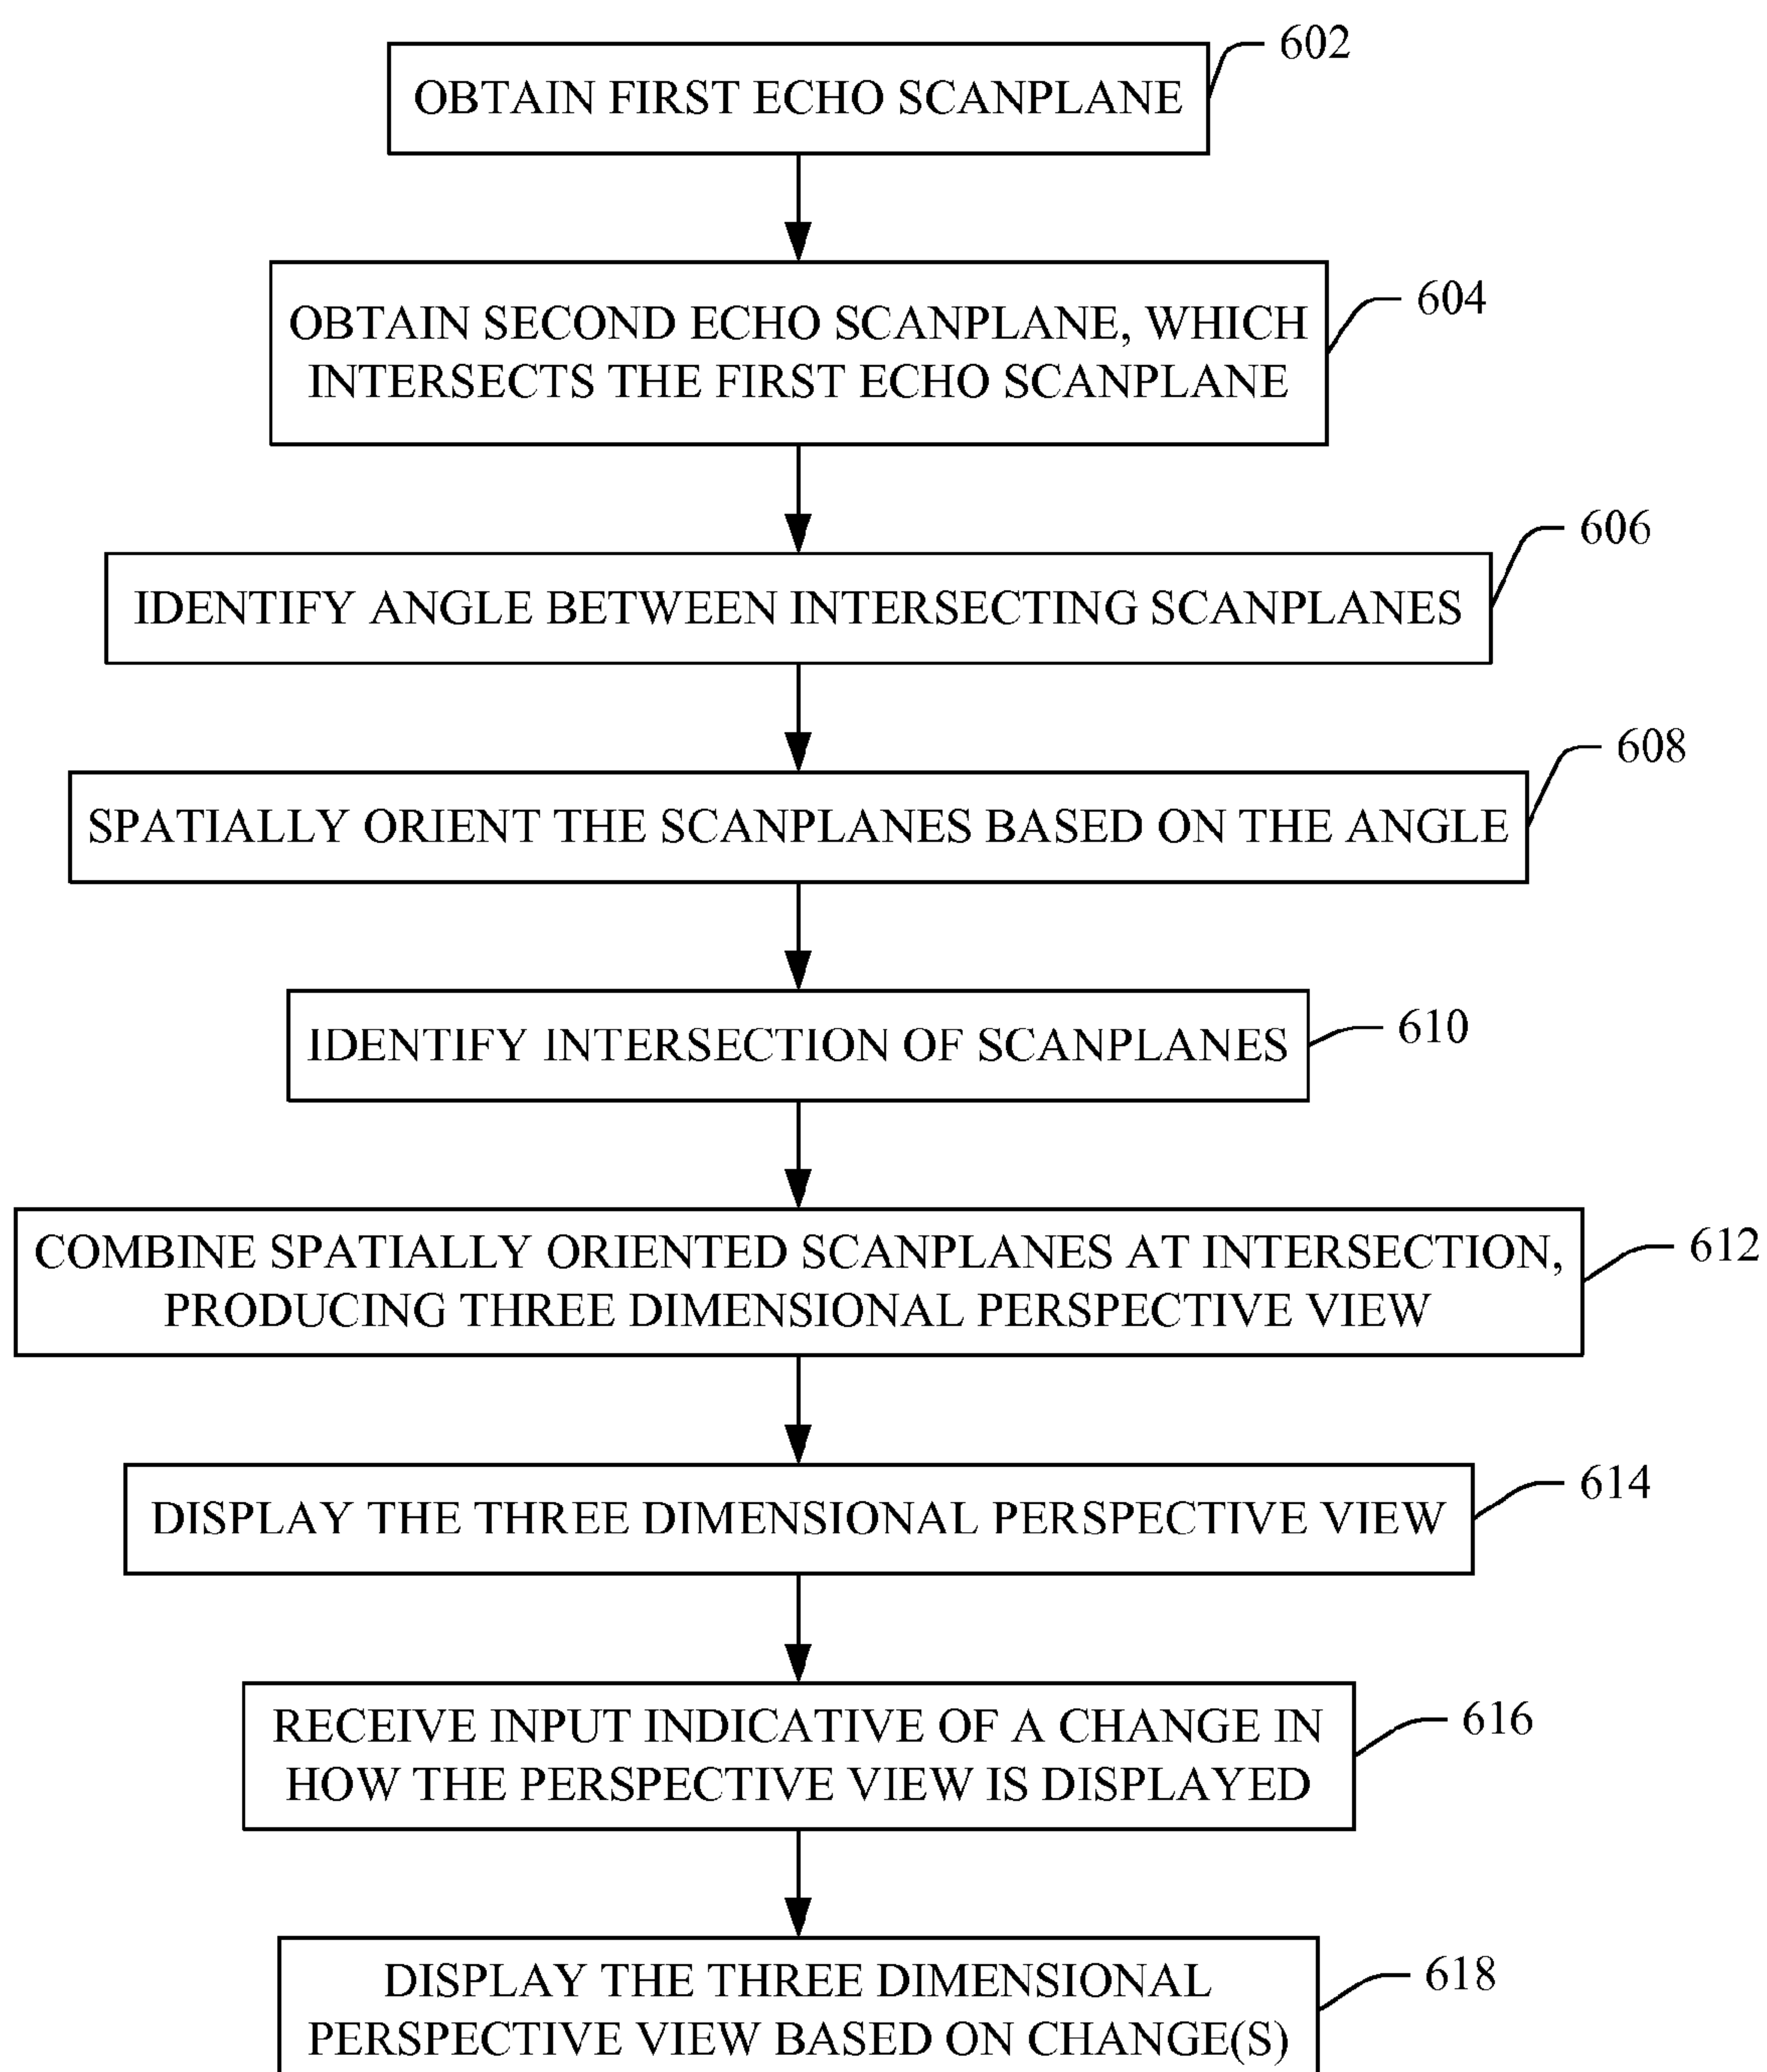 602
OBTAIN FIRST ECHO SCANPLANE
604
OBTAIN SECOND ECHO SCANPLANE, WHICH
INTERSECTS THE FIRST ECHO SCANPLANE
606
IDENTIFY ANGLE BETWEEN INTERSECTING SCANPLANES
608
SPATIALLY ORIENT THE SCANPLANES BASED ON THE ANGLE
610
IDENTIFY INTERSECTION OF SCANPLANES
612
COMBINE SPATIALLY ORIENTED SCANPLANES AT INTERSECTION,
PRODUCING THREE DIMENSIONAL PERSPECTIVE VIEW
614
DISPLAY THE THREE DIMENSIONAL PERSPECTIVE VIEW
616
RECEIVE INPUT INDICATIVE OF A CHANGE IN
HOW THE PERSPECTIVE VIEW IS DISPLAYED
618
DISPLAY THE THREE DIMENSIONAL
PERSPECTIVE VIEW BASED ON CHANGE(S)